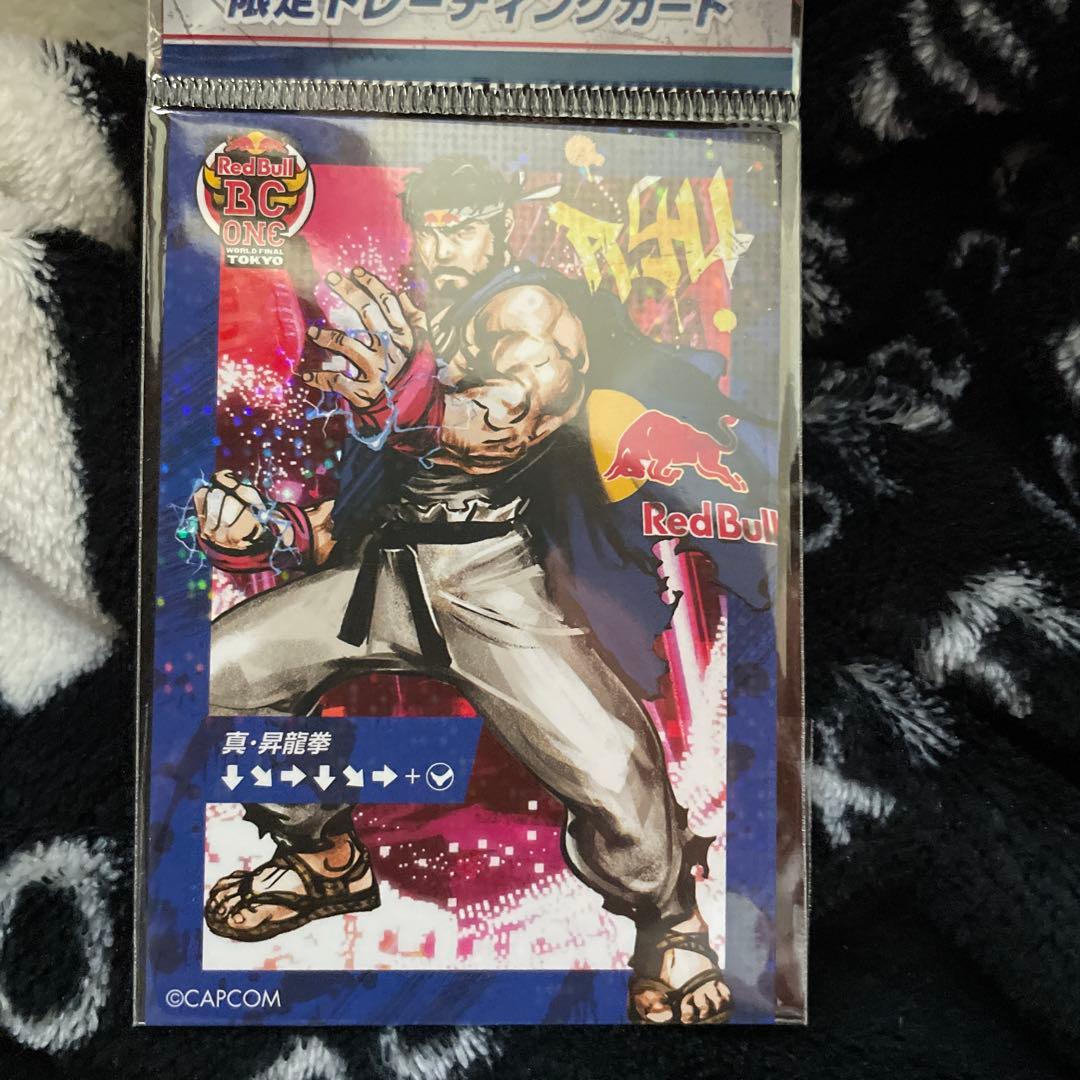 限定トレーディングカード
Red Bull
BC
ONE
WORLD FINAL
TOKYO
RYU
Red Bull
真・昇龍拳
⬇⬊➡⬇⬊➡+
©CAPCOM